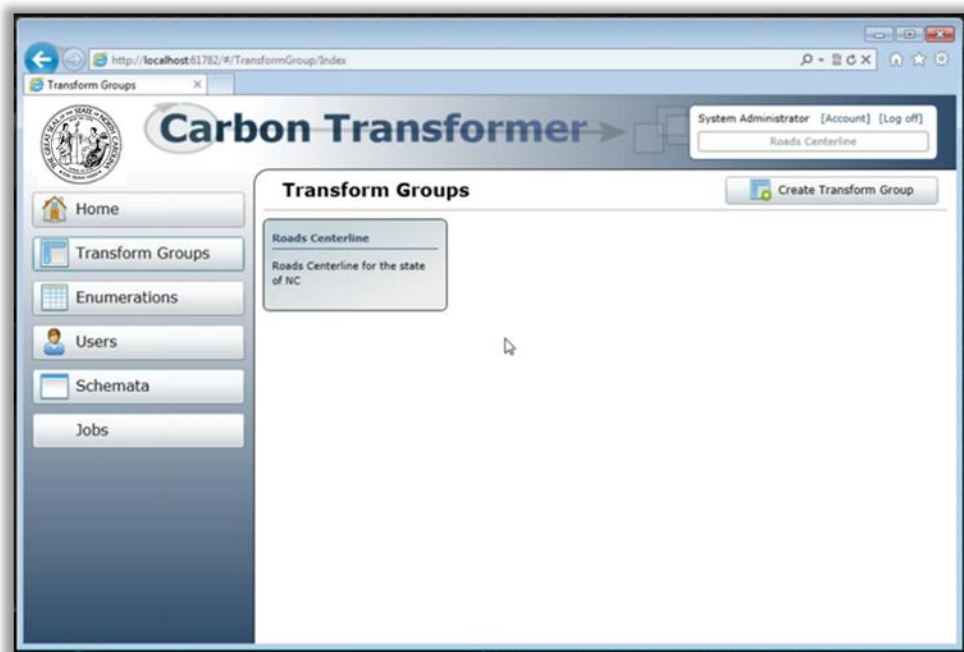 http://localhost:61782/#/TransformGroup/Index
Transform Groups
Carbon Transformer
System Administrator [Account] [Log off]
Roads Centerline
Home
Transform Groups
Enumerations
Users
Schemata
Jobs
Transform Groups
Create Transform Group
Roads Centerline
Roads Centerline for the state
of NC